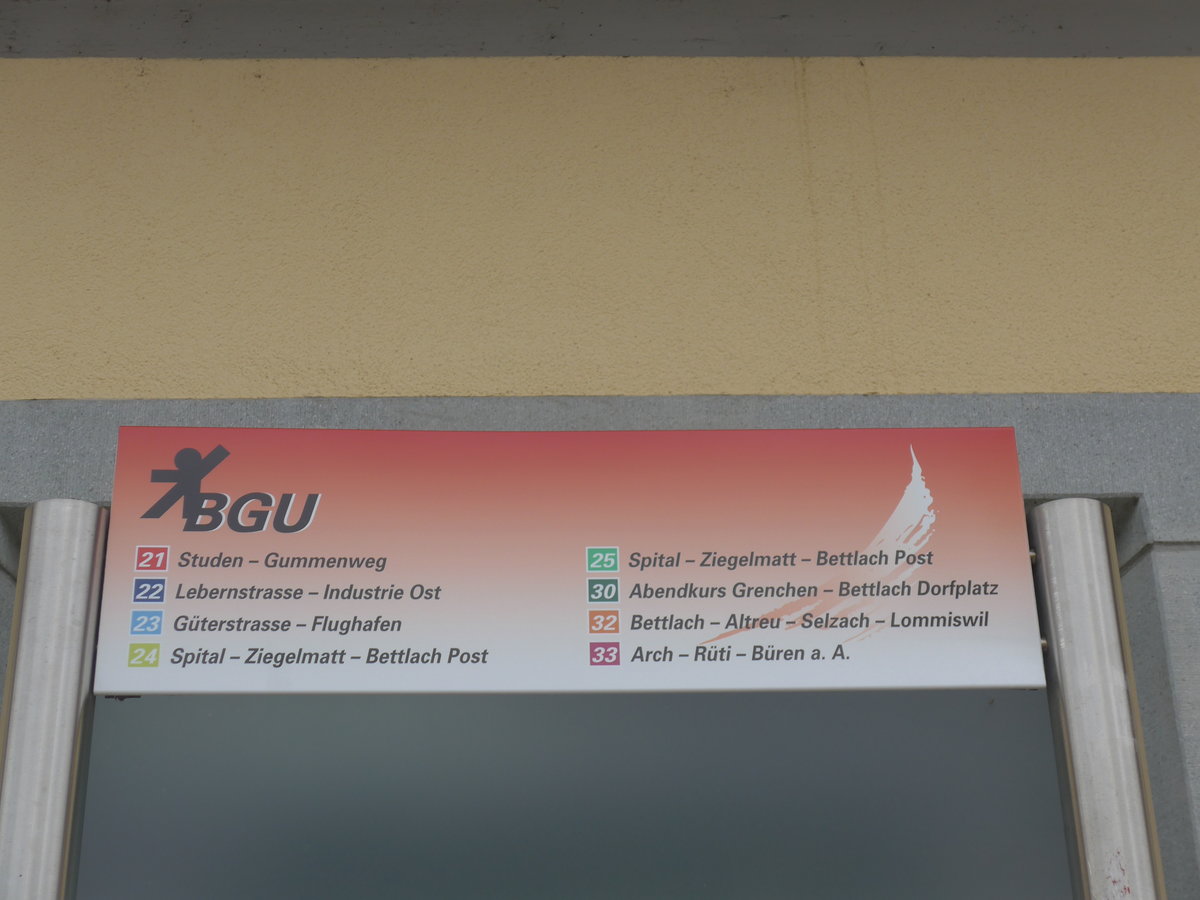 BGU
21 Studen – Gummenweg
22 Lebernstrasse – Industrie Ost
23 Güterstrasse – Flughafen
24 Spital – Ziegelmatt – Bettlach Post
25 Spital – Ziegelmatt – Bettlach Post
30 Abendkurs Grenchen – Bettlach Dorfplatz
32 Bettlach – Altreu – Selzach – Lommiswil
33 Arch – Rüti – Büren a. A.